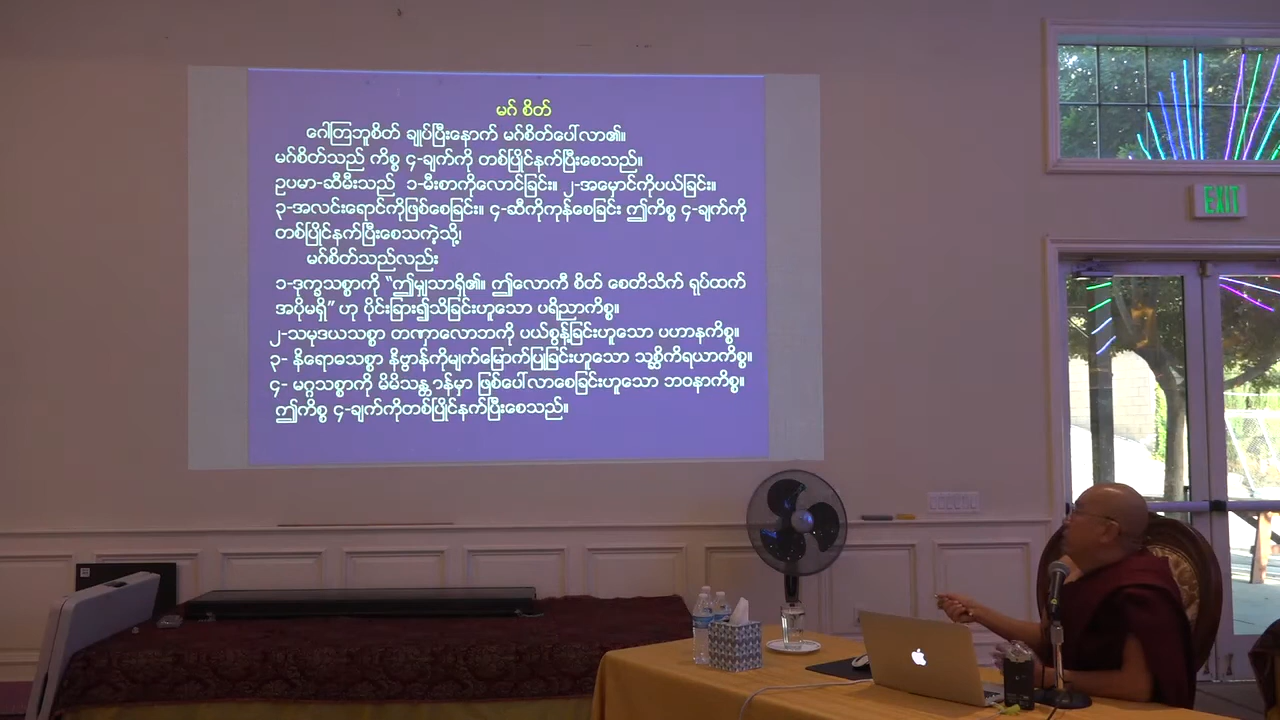 မဂ် စိတ်
ဂေါတြဘူစိတ် ချုပ်ပြီးနောက် မဂ်စိတ်ပေါ်လာ၏။
မဂ်စိတ်သည် ကိစ္စ ၄-ချက်ကို တစ်ပြိုင်နက်ပြီးစေသည်။
ဥပမာ-ဆီမီးသည် ၁-မီးစာကိုလောင်ခြင်း။ ၂-အမှောင်ကိုပယ်ခြင်း။
၃-အလင်းရောင်ကိုဖြစ်စေခြင်း။ ၄-ဆီကိုကုန်စေခြင်း ဤကိစ္စ ၄-ချက်ကို
တစ်ပြိုင်နက်ပြီးစေသကဲ့သို့၊
မဂ်စိတ်သည်လည်း
၁-ဒုက္ခသစ္စာကို “ဤမျှသာရှိ၏။ ဤလောကီ စိတ် စေတိသိက် ရုပ်ထက်
အပိုမရှိ” ဟု ပိုင်းခြား၍သိခြင်းဟူသော ပရိညာကိစ္စ။
၂-သမုဒယသစ္စာ တဏှာလောဘကို ပယ်စွန့်ခြင်းဟူသော ပဟာနကိစ္စ။
၃- နိရောဓသစ္စာ နိဗ္ဗာန်ကိုမျက်မြောက်ပြုခြင်းဟူသော သစ္ဆိကိရယာကိစ္စ။
၄- မဂ္ဂသစ္စာကို မိမိသန္တာန်မှာ ဖြစ်ပေါ်လာစေခြင်းဟူသော ဘဝနာကိစ္စ။
ဤကိစ္စ ၄-ချက်ကိုတစ်ပြိုင်နက်ပြီးစေသည်။
EXIT